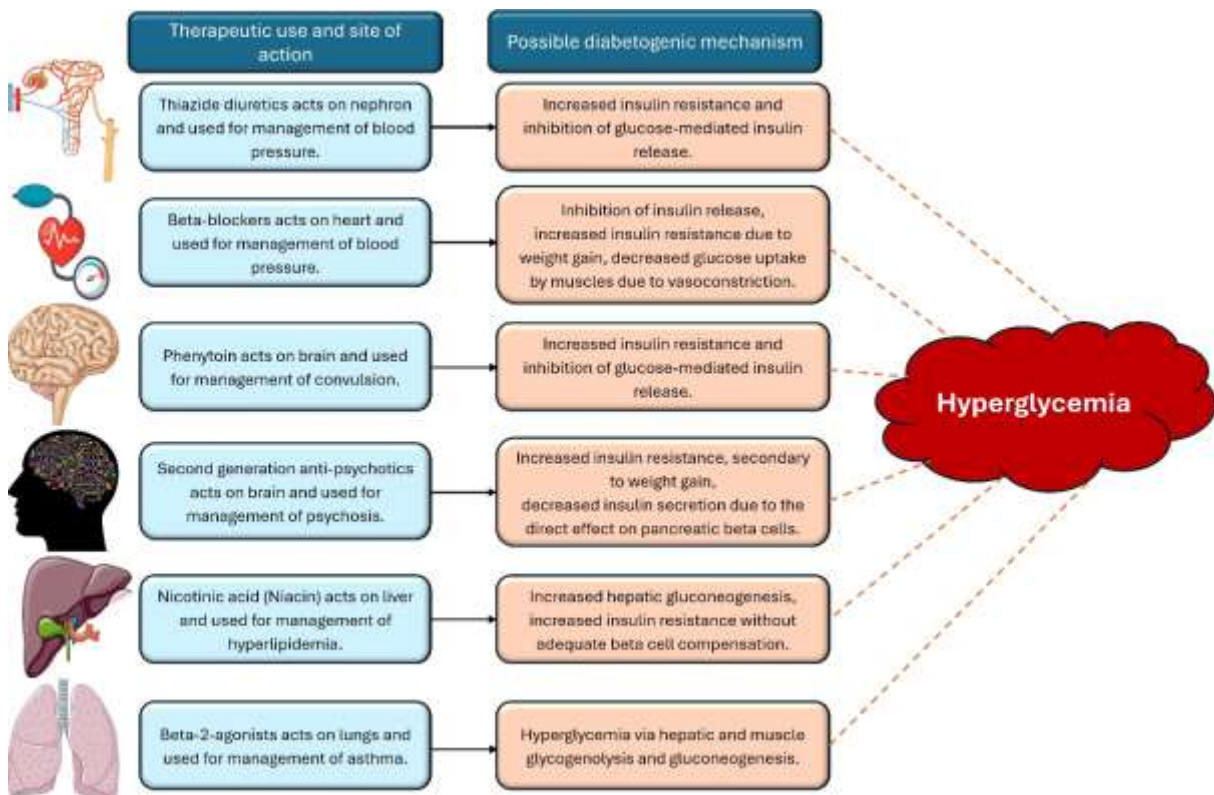 Therapeutic use and site of
action
Possible diabetogenic mechanism
Thiazide diuretics acts on nephron
and used for management of blood
pressure.
Increased insulin resistance and
inhibition of glucose-mediated insulin
release.
Beta-blockers acts on heart and
used for management of blood
pressure.
Inhibition of insulin release,
increased insulin resistance due to
weight gain, decreased glucose uptake
by muscles due to vasoconstriction.
Phenytoin acts on brain and used
for management of convulsion.
Increased insulin resistance and
inhibition of glucose-mediated insulin
release.
Hyperglycemia
Second generation anti-psychotics
acts on brain and used for
management of psychosis.
Increased insulin resistance, secondary
to weight gain,
decreased insulin secretion due to the
direct effect on pancreatic beta cells.
Nicotinic acid (Niacin) acts on liver
and used for management of
hyperlipidemia.
Increased hepatic gluconeogenesis,
increased insulin resistance without
adequate beta cell compensation.
Beta-2-agonists acts on lungs and
used for management of asthma.
Hyperglycemia via hepatic and muscle
glycogenolysis and gluconeogenesis.